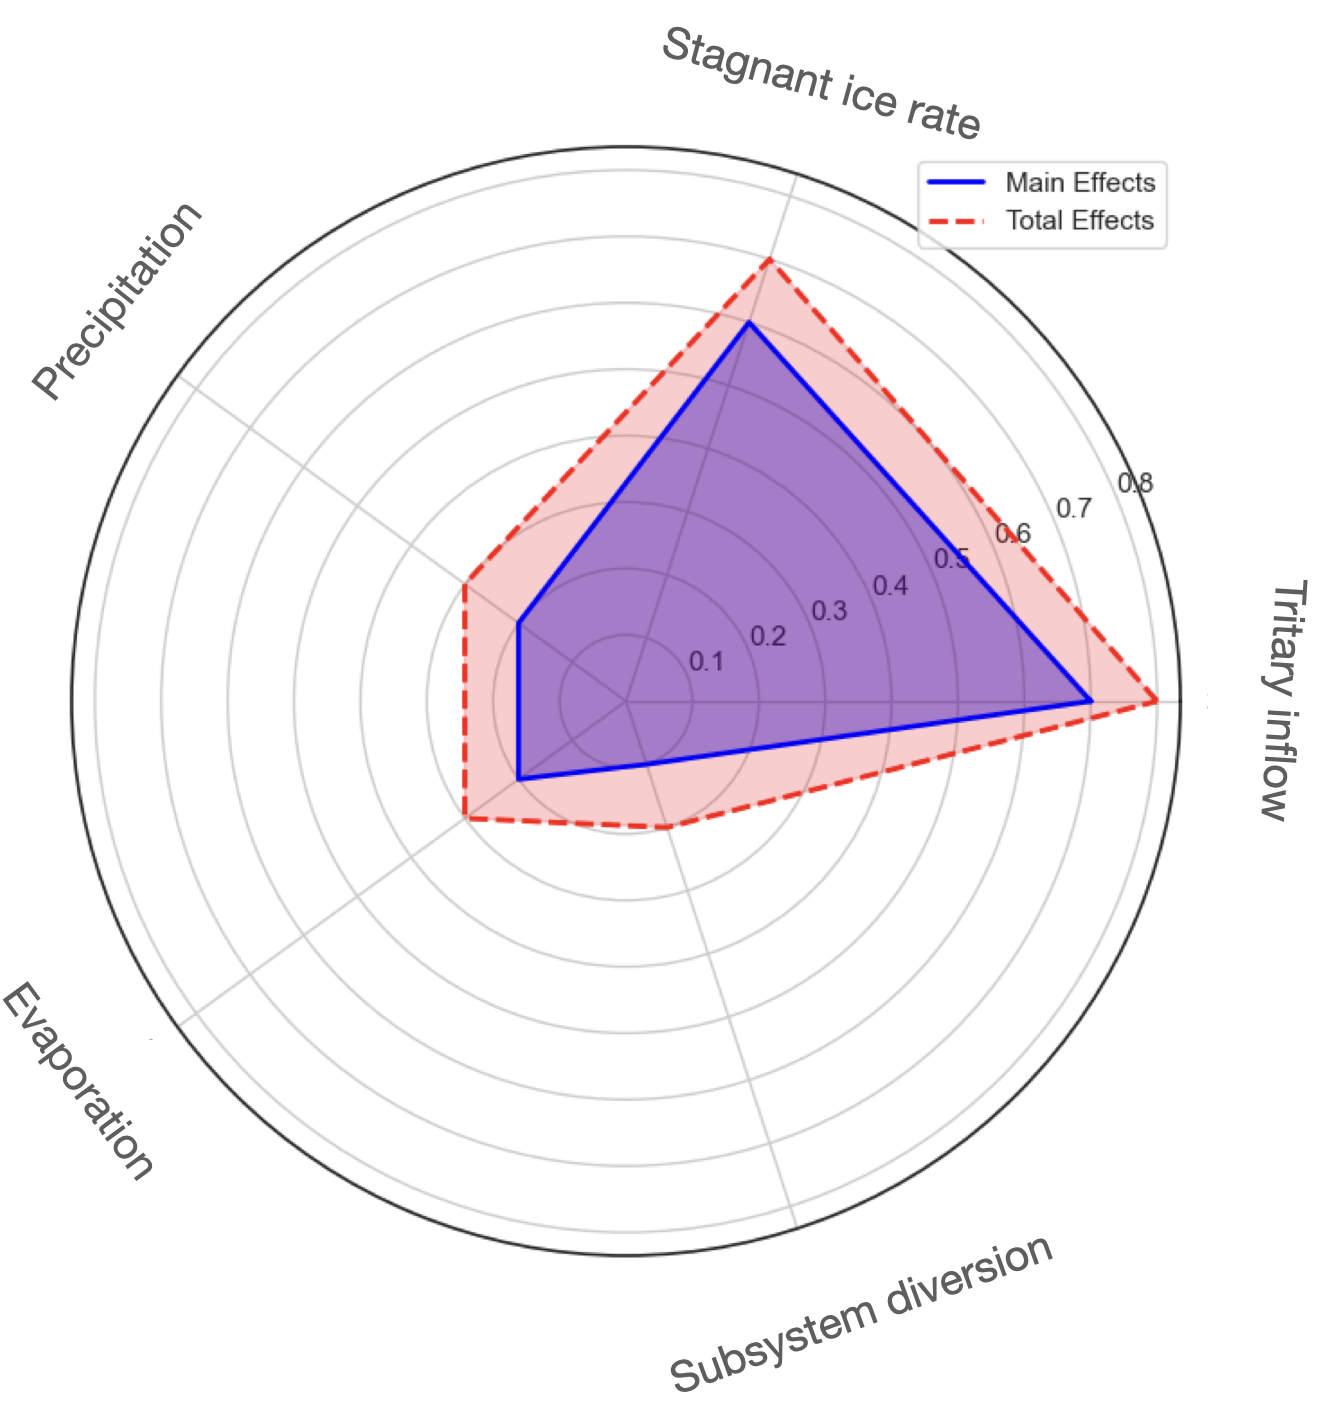 Stagnant ice rate
Main Effects
Total Effects
Precipitation
0.8
0.7
0.6
0.5
0.4
0.3
0.2
0.1
Tritary inflow
Evaporation
Subsystem diversion